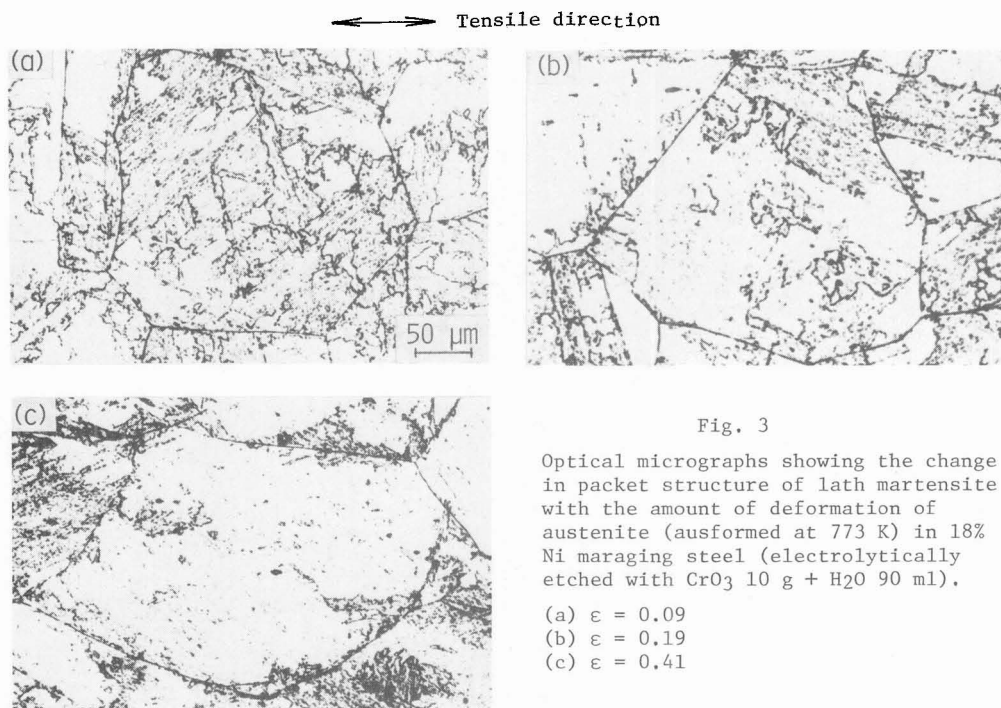 Tensile direction
(a)
(b)
50 μm
(c)
Fig. 3
Optical micrographs showing the change
in packet structure of lath martensite
with the amount of deformation of
austenite (ausformed at 773 K) in 18%
Ni maraging steel (electrolytically
etched with CrO3 10 g + H2O 90 ml).
(a) ε = 0.09
(b) ε = 0.19
(c) ε = 0.41